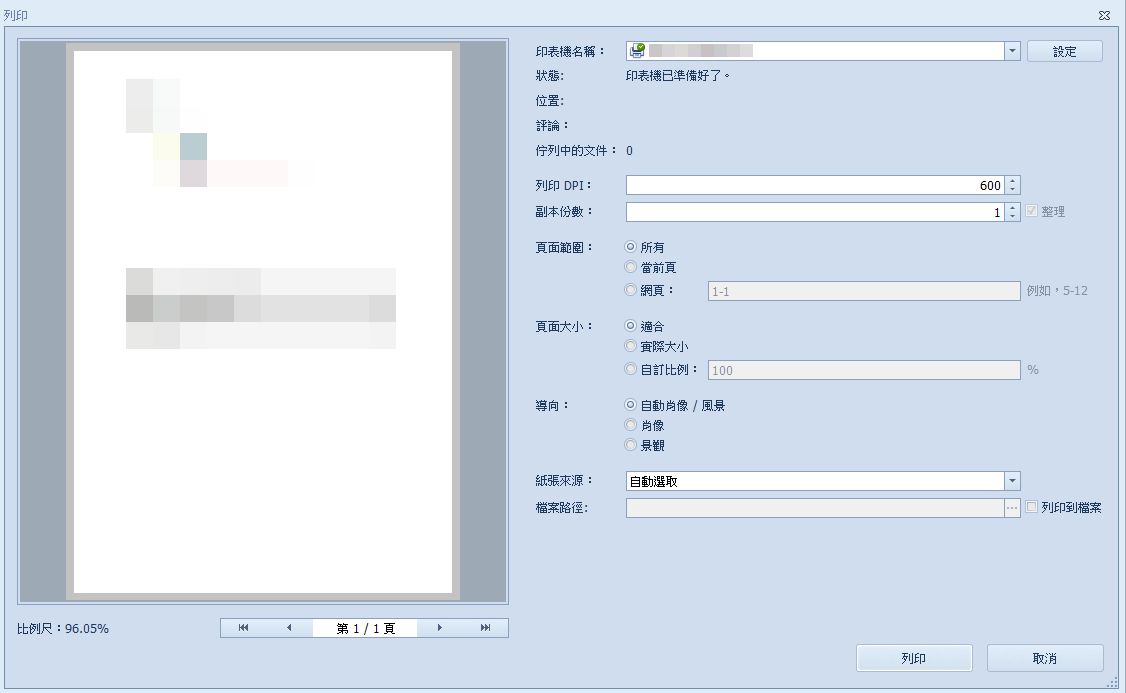 列印
印表機名稱：
設定
狀態: 印表機已準備好了。
位置:
評論：
佇列中的文件： 0
列印 DPI： 600
副本份數： 1 整理
頁面範圍： 所有
當前頁
網頁： 1-1 例如，5-12
頁面大小： 適合
實際大小
自訂比例： 100 %
導向： 自動肖像 / 風景
肖像
景觀
紙張來源： 自動選取
檔案路徑: ... 列印到檔案
比例尺：96.05% 第 1 / 1 頁
列印 取消